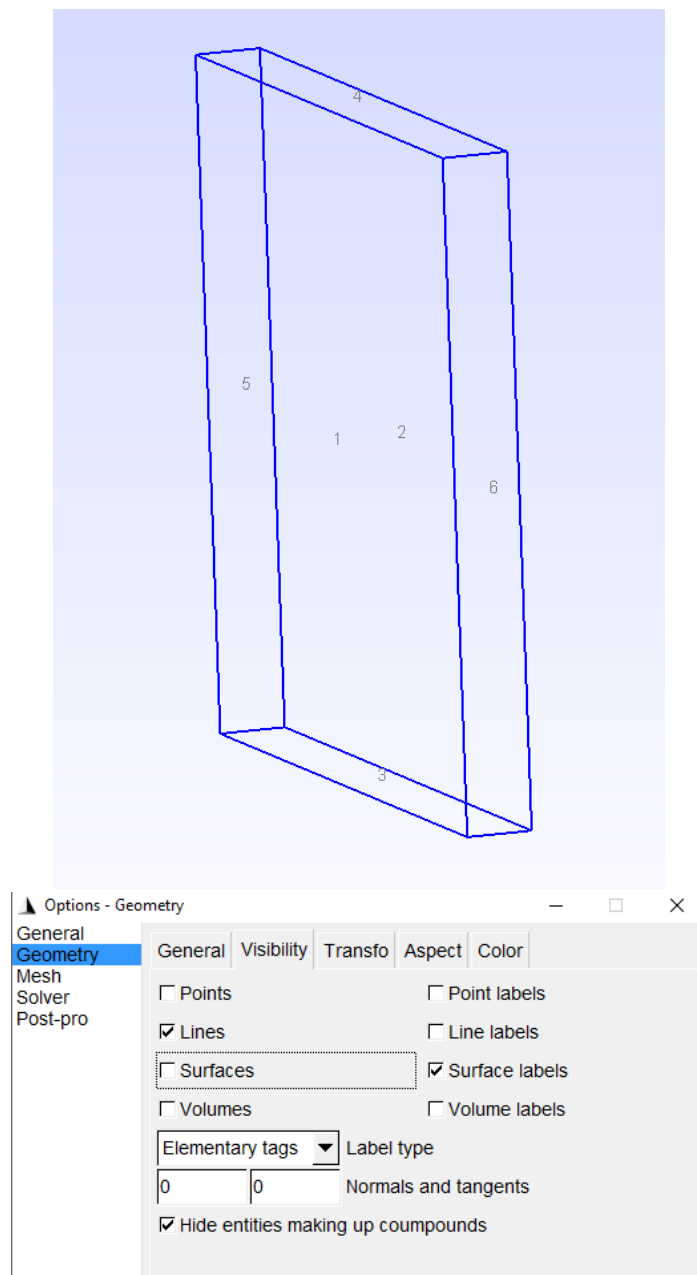 4
5
1
2
6
3
Options - Geometry
General
Geometry
Mesh
Solver
Post-pro
General Visibility Transfo Aspect Color
Points Point labels
Lines Line labels
Surfaces Surface labels
Volumes Volume labels
Elementary tags Label type
0 0 Normals and tangents
Hide entities making up coumpounds